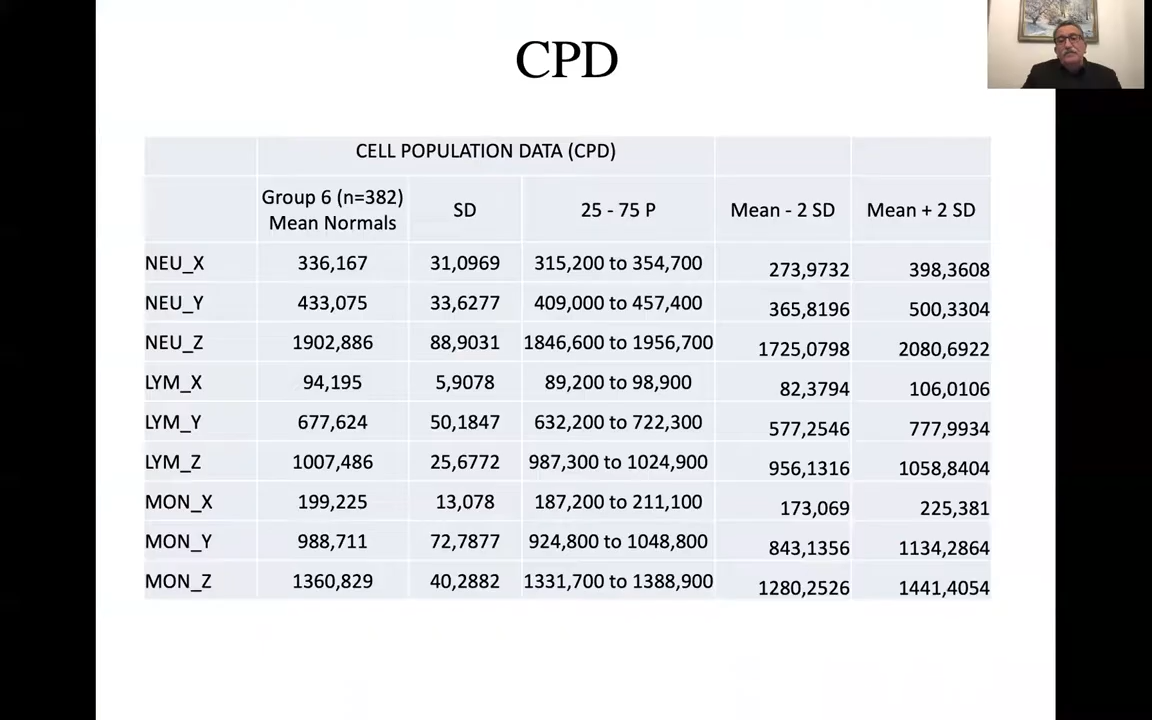 CPD
CELL POPULATION DATA (CPD)
Group 6 (n=382) Mean Normals SD 25 - 75 P Mean - 2 SD Mean + 2 SD
NEU_X 336,167 31,0969 315,200 to 354,700 273,9732 398,3608
NEU_Y 433,075 33,6277 409,000 to 457,400 365,8196 500,3304
NEU_Z 1902,886 88,9031 1846,600 to 1956,700 1725,0798 2080,6922
LYM_X 94,195 5,9078 89,200 to 98,900 82,3794 106,0106
LYM_Y 677,624 50,1847 632,200 to 722,300 577,2546 777,9934
LYM_Z 1007,486 25,6772 987,300 to 1024,900 956,1316 1058,8404
MON_X 199,225 13,078 187,200 to 211,100 173,069 225,381
MON_Y 988,711 72,7877 924,800 to 1048,800 843,1356 1134,2864
MON_Z 1360,829 40,2882 1331,700 to 1388,900 1280,2526 1441,4054